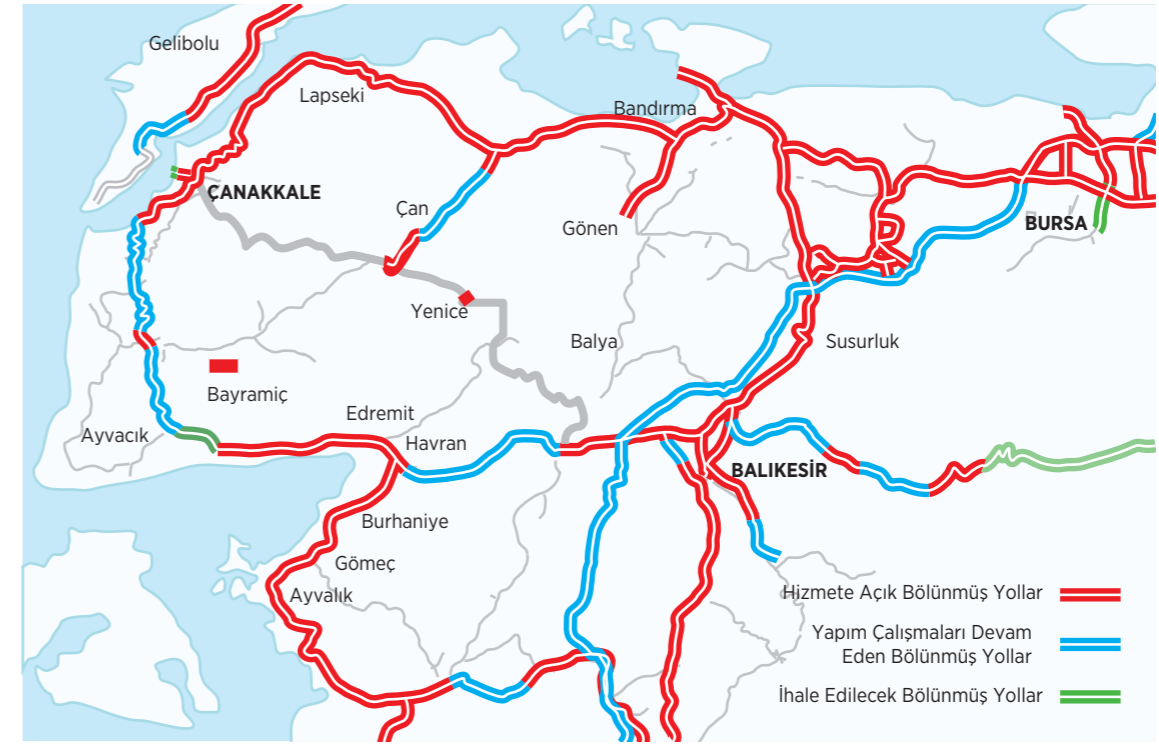 Gelibolu
Lapseki
Bandırma
ÇANAKKALE
Çan
Gönen
BURSA
Yenice
Balya
Susurluk
Bayramiç
Edremit
Ayvacık
Havran
BALIKESİR
Burhaniye
Gömeç
Ayvalık
Hizmete Açık Bölünmüş Yollar
Yapım Çalışmaları Devam
Eden Bölünmüş Yollar
İhale Edilecek Bölünmüş Yollar